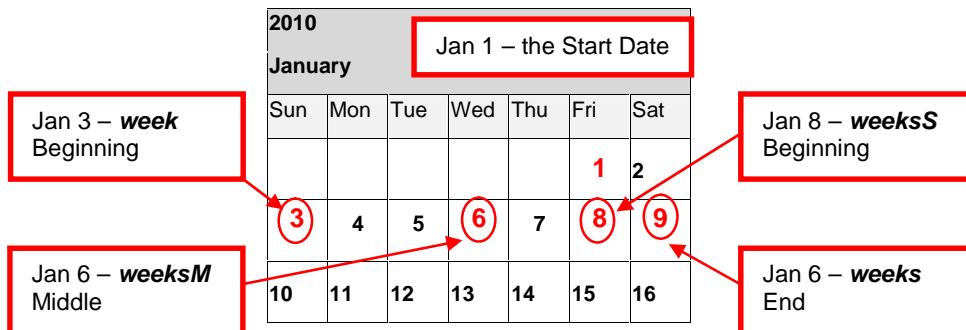 2010
January
Jan 1 – the Start Date
Sun Mon Tue Wed Thu Fri Sat
Jan 3 – week
Beginning
Jan 8 – weeksS
Beginning
1 2
3 4 5 6 7 8 9
Jan 6 – weeksM
Middle
Jan 6 – weeks
End
10 11 12 13 14 15 16